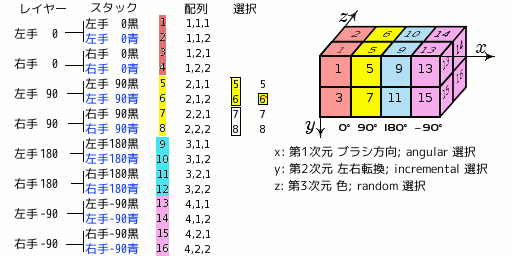 レイヤー スタック 配列 選択
左手 0 左手 0黒 1 1,1,1
左手 0青 2 1,1,2
右手 0 右手 0黒 3 1,2,1
右手 0青 4 1,2,2
左手 90 左手 90黒 5 2,1,1 5 5
左手 90青 6 2,1,2 6 6
右手 90 右手 90黒 7 2,2,1 7 7
右手 90青 8 2,2,2 8 8
左手180 左手180黒 9 3,1,1
左手180青 10 3,1,2
右手180 右手180黒 11 3,2,1
右手180青 12 3,2,2
左手-90 左手-90黒 13 4,1,1
左手-90青 14 4,1,2
右手-90 右手-90黒 15 4,2,1
右手-90青 16 4,2,2
z
2 6 10 14
1 5 9 13
x
1 5 9 13
3 7 11 15
y 0° 90° 180° -90°
x: 第1次元 ブラシ方向; angular 選択
y: 第2次元 左右転換; incremental 選択
z: 第3次元 色; random 選択